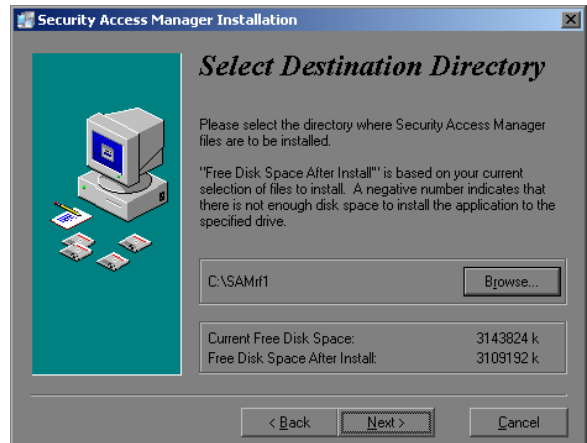 Security Access Manager Installation
Select Destination Directory
Please select the directory where Security Access Manager
files are to be installed.
"Free Disk Space After Install'" is based on your current
selection of files to install. A negative number indicates that
there is not enough disk space to install the application to the
specified drive.
C:\SAMrf1
Browse...
Current Free Disk Space: 3143824 k
Free Disk Space After Install: 3109192 k
< Back
Next >
Cancel